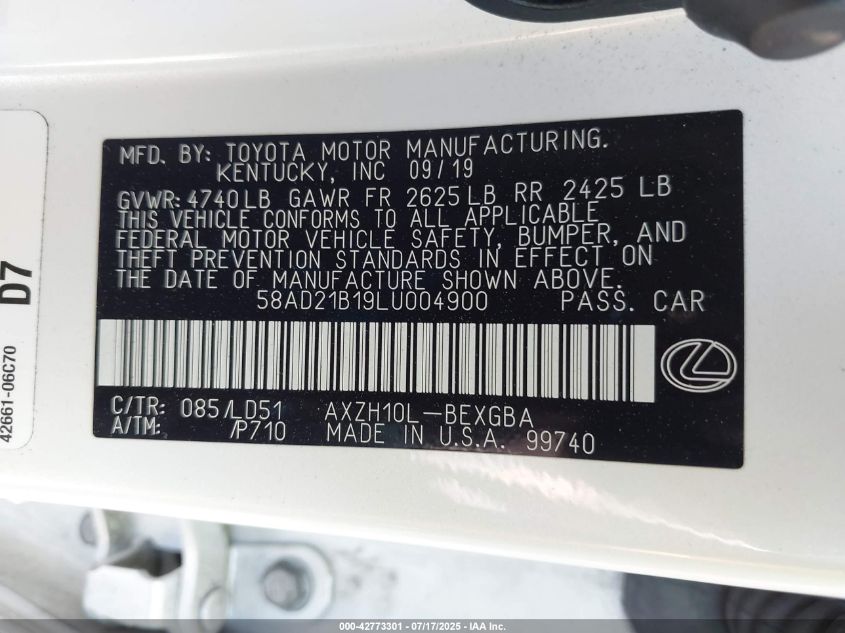 MFD. BY: TOYOTA MOTOR MANUFACTURING.
KENTUCKY, INC 09/19
GVWR: 4740LB GAWR FR 2625LB RR 2425 LB
THIS VEHICLE CONFORMS TO ALL APPLICABLE
FEDERAL MOTOR VEHICLE SAFETY, BUMPER, AND
THEFT PREVENTION STANDARDS IN EFFECT ON
THE DATE OF MANUFACTURE SHOWN ABOVE.
58AD21B19LU004900 PASS. CAR
C/TR: 085/LD51 AXZH10L-BEXGBA
A/TM: /P710 MADE IN U.S.A. 99740
D7
42661-06C70
000-42773301 - 07/17/2025 - IAA Inc.